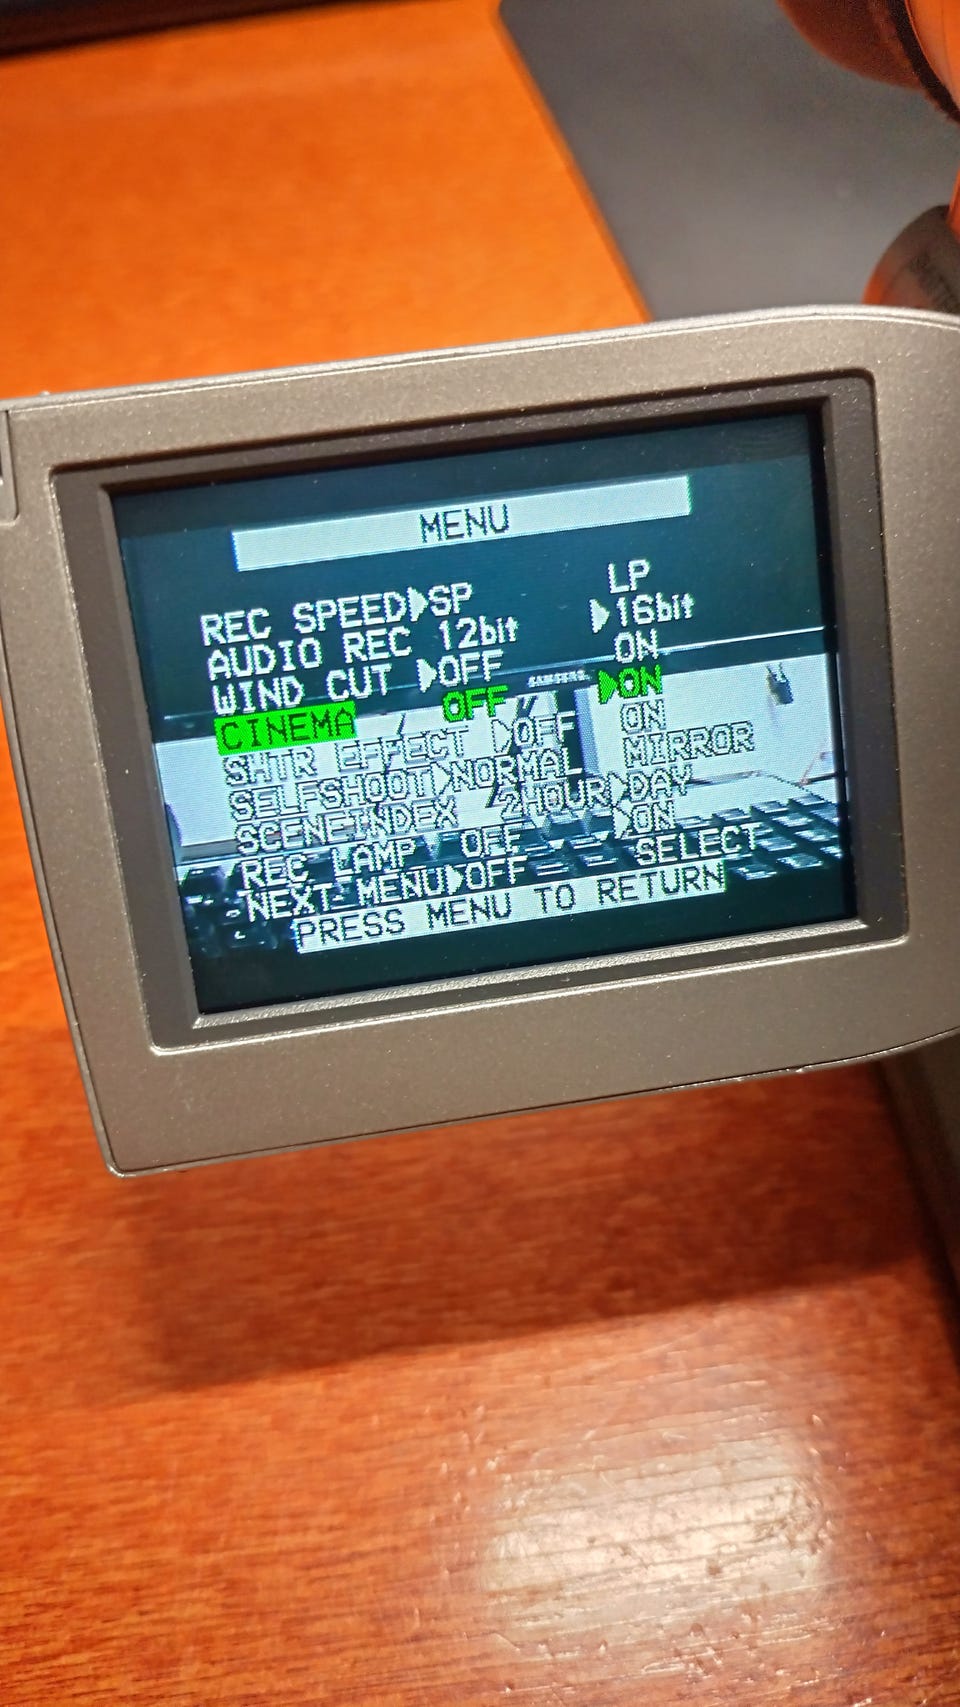 MENU
REC SPEED▶SP LP
AUDIO REC 12bit ▶16bit
WIND CUT ▶OFF ON
CINEMA OFF ▶ON
SHTR EFFECT ▶OFF ON
SELFSHOOT▶NORMAL MIRROR
SCENEINDEX 2HOUR▶DAY
REC LAMP OFF ▶ON
NEXT MENU▶OFF SELECT
PRESS MENU TO RETURN
SAMSUNG